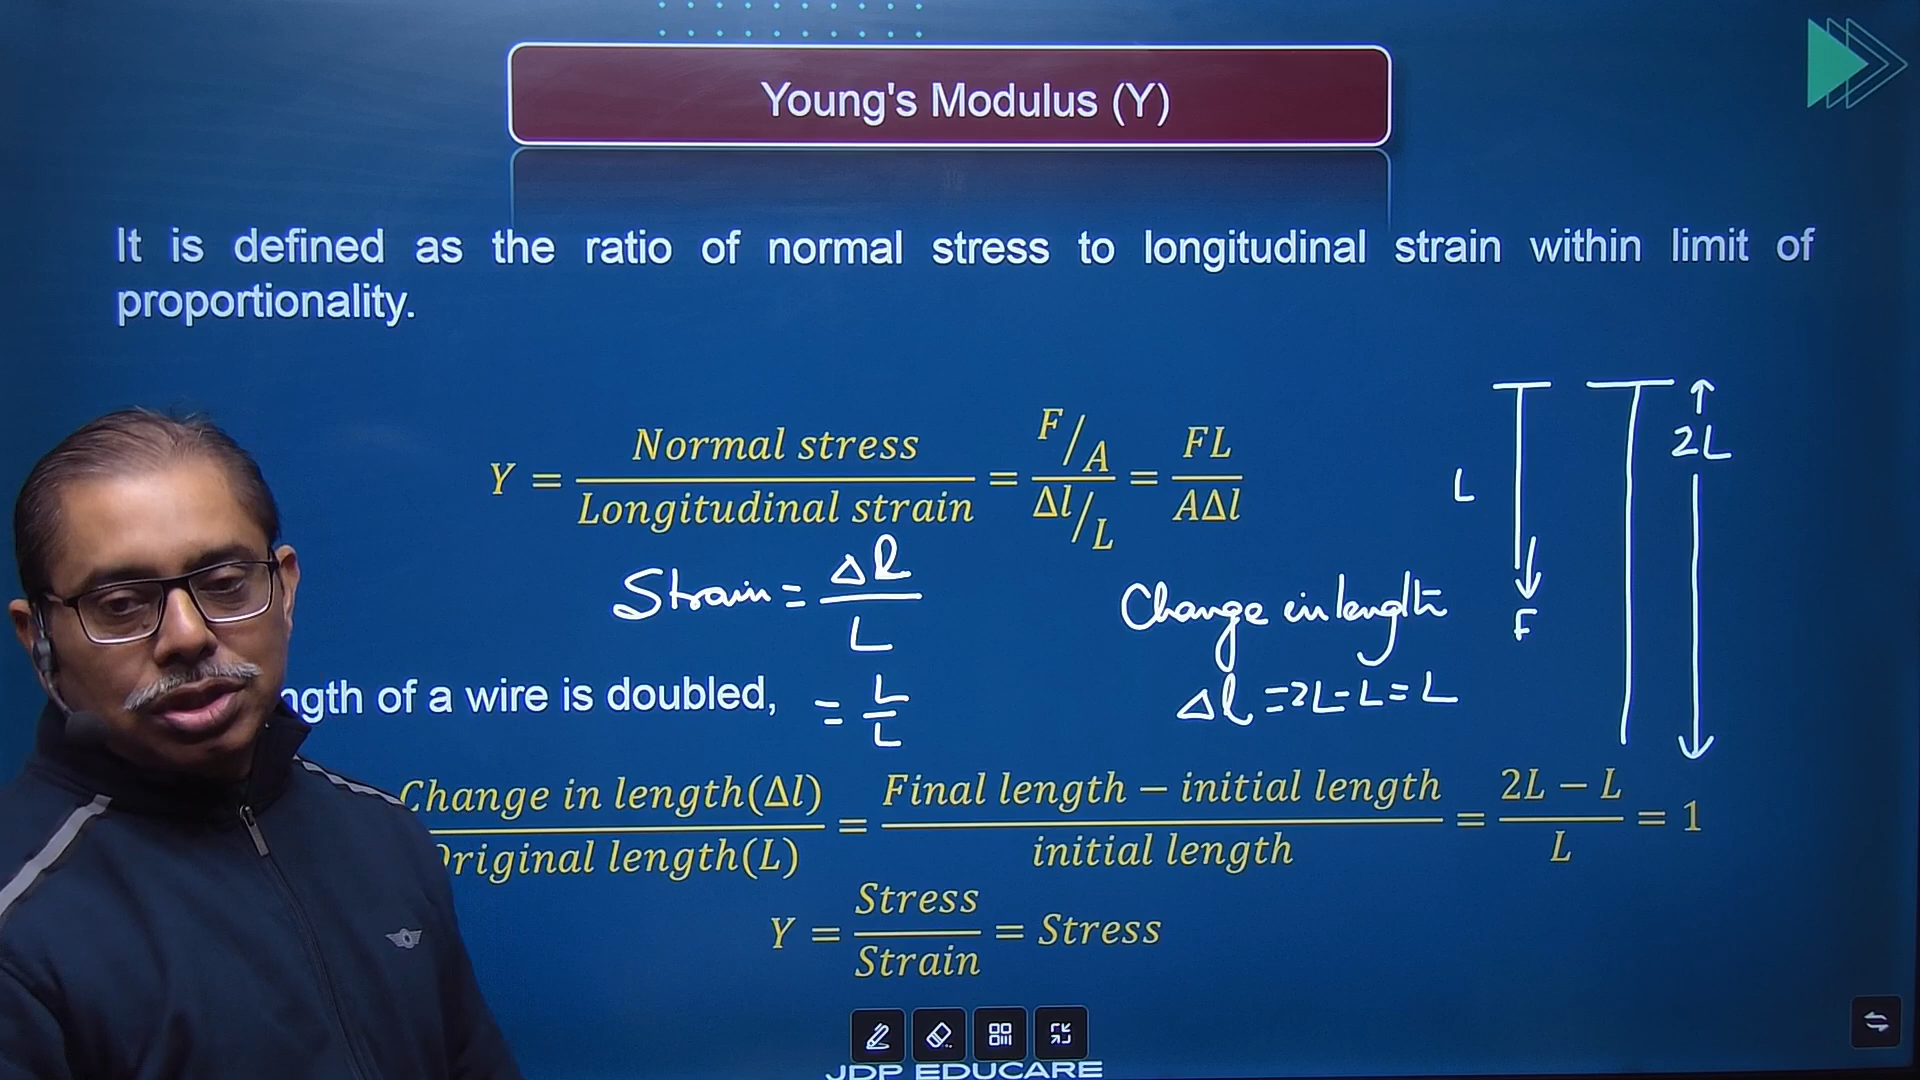 Young's Modulus (Y)
It is defined as the ratio of normal stress to longitudinal strain within limit of
proportionality.
Y = Normal stress / Longitudinal strain = F/A / Δl/L = FL / AΔl
Strain = Δl / L
= L / L
Change in length
Δl = 2L - L = L
L
F
2L
of a wire is doubled,
Change in length(Δl) / Original length(L) = Final length − initial length / initial length = 2L − L / L = 1
Y = Stress / Strain = Stress
JDP EDUCARE